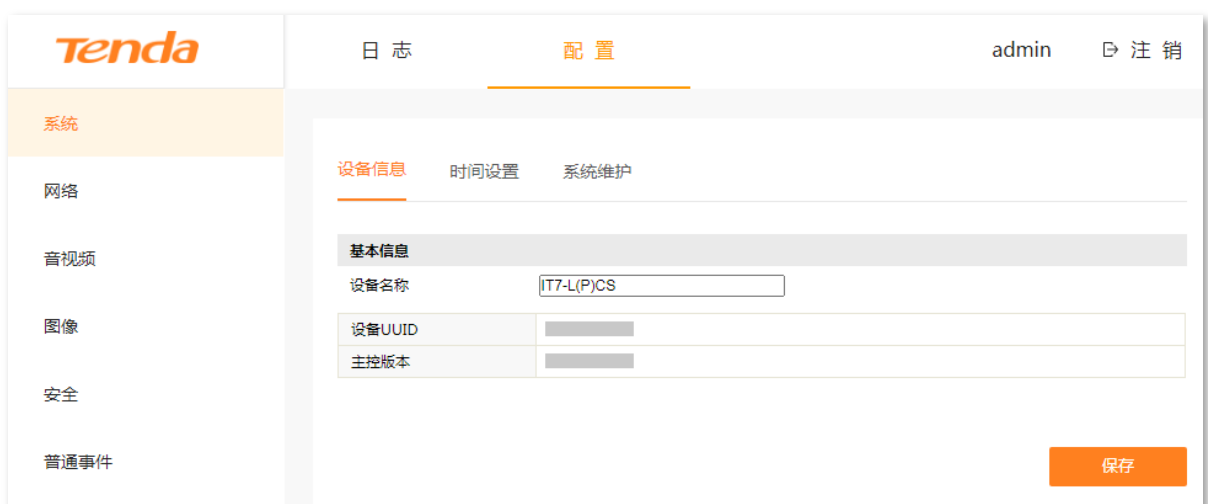 Tenda
日志
配置
admin
注销
系统
网络
音视频
图像
安全
普通事件
设备信息 时间设置 系统维护
基本信息
设备名称 IT7-L(P)CS
设备UUID
主控版本
保存